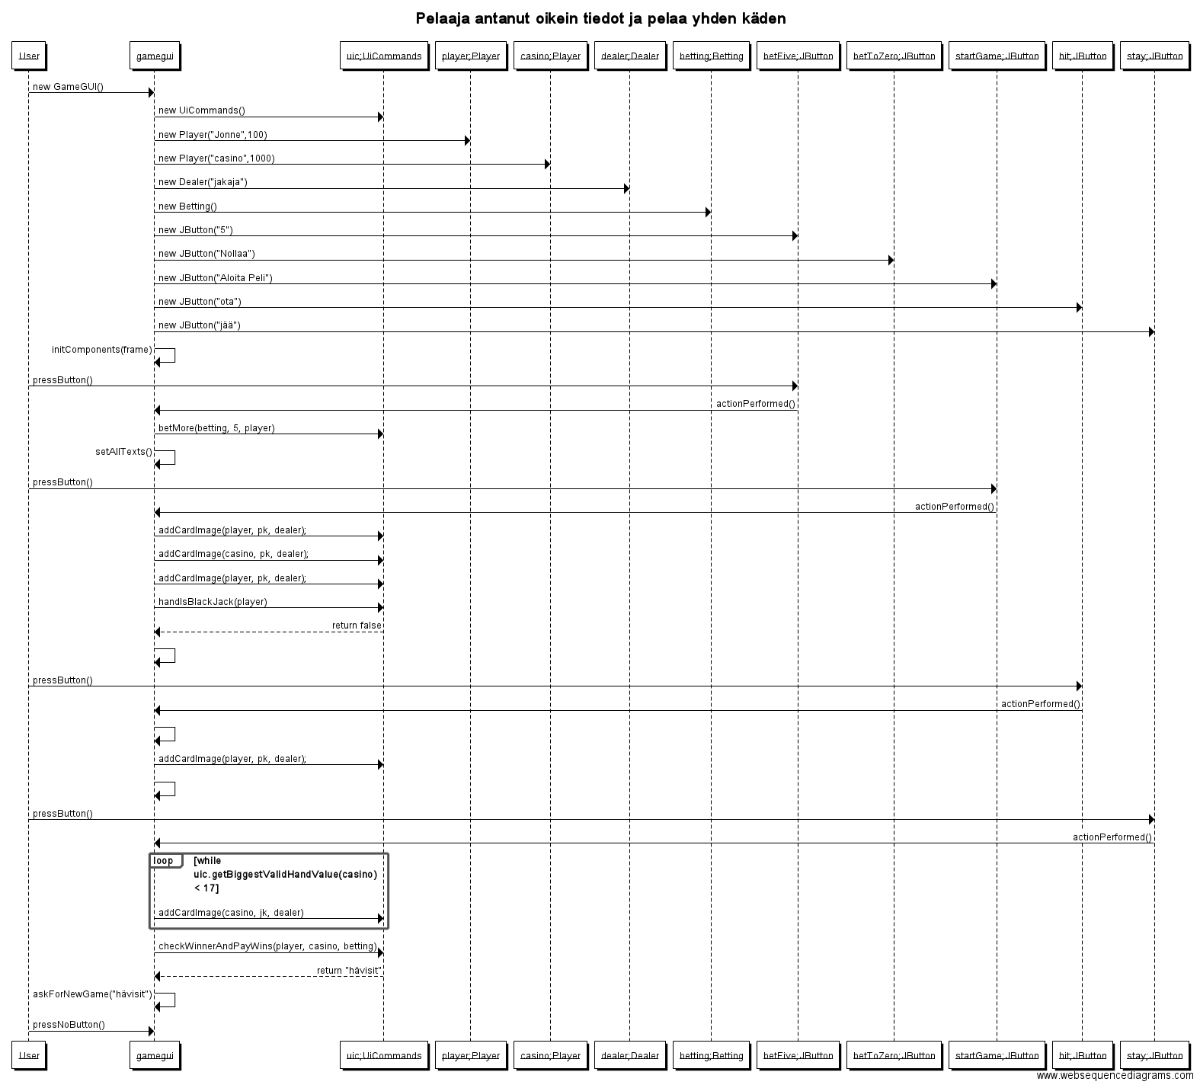 Pelaaja antanut oikein tiedot ja pelaa yhden käden
User gamegui uic:UiCommands player:Player casino:Player dealer:Dealer betting:Betting betFive:JButton betToZero:JButton startGame:JButton hit:JButton stay:JButton
new GameGUI()
new UiCommands()
new Player("Jonne",100)
new Player("casino",1000)
new Dealer("jakaja")
new Betting()
new JButton("5")
new JButton("Nollaa")
new JButton("Aloita Peli")
new JButton("ota")
new JButton("jää")
initComponents(frame)
pressButton()
actionPerformed()
betMore(betting, 5, player)
setAllTexts()
pressButton()
actionPerformed()
addCardImage(player, pk, dealer);
addCardImage(casino, pk, dealer);
addCardImage(player, pk, dealer);
handIsBlackJack(player)
return false
pressButton()
actionPerformed()
addCardImage(player, pk, dealer);
pressButton()
actionPerformed()
loop [while
uic.getBiggestValidHandValue(casino)
< 17]
addCardImage(casino, jk, dealer)
checkWinnerAndPayWins(player, casino, betting)
return "hävisit"
askForNewGame("hävisit")
pressNoButton()
User gamegui uic:UiCommands player:Player casino:Player dealer:Dealer betting:Betting betFive:JButton betToZero:JButton startGame:JButton hit:JButton stay:JButton
www.websequencediagrams.com